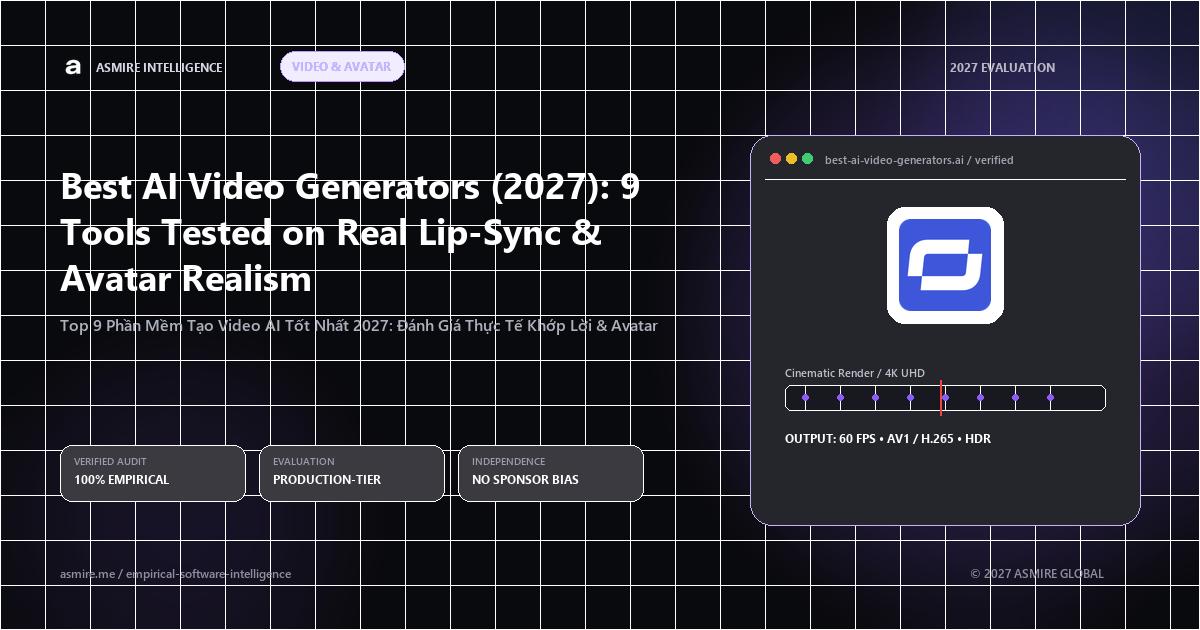 a ASMIRE INTELLIGENCE
VIDEO & AVATAR
2027 EVALUATION
Best AI Video Generators (2027): 9
Tools Tested on Real Lip-Sync &
Avatar Realism
Top 9 Phần Mềm Tạo Video AI Tốt Nhất 2027: Đánh Giá Thực Tế Khớp Lời & Avatar
VERIFIED AUDIT
100% EMPIRICAL
EVALUATION
PRODUCTION-TIER
INDEPENDENCE
NO SPONSOR BIAS
best-ai-video-generators.ai / verified
Cinematic Render / 4K UHD
OUTPUT: 60 FPS • AV1 / H.265 • HDR
asmire.me / empirical-software-intelligence
© 2027 ASMIRE GLOBAL